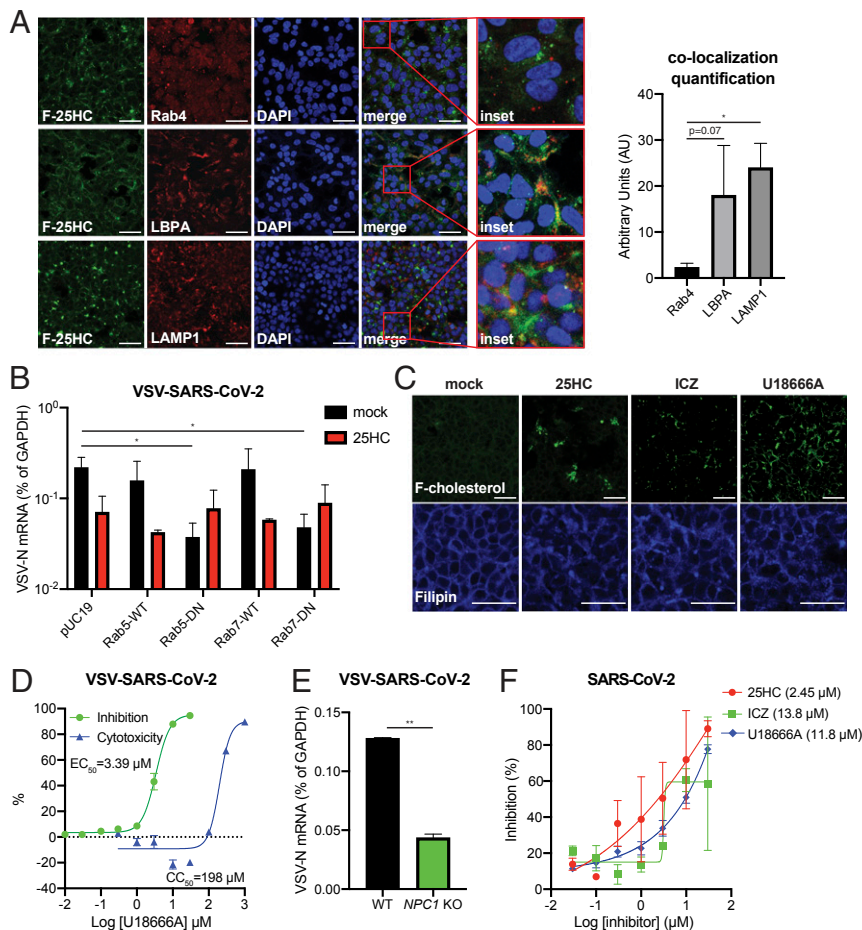 A
F-25HC
Rab4
DAPI
merge
inset
F-25HC
LBPA
DAPI
merge
inset
F-25HC
LAMP1
DAPI
merge
inset
co-localization
quantification
Arbitrary Units (AU)
40
30
20
10
0
*
p=0.07
Rab4
LBPA
LAMP1
B
VSV-SARS-CoV-2
VSV-N mRNA (% of GAPDH)
10^0
10^-1
10^-2
*
*
mock
25HC
pUC19
Rab5-WT
Rab5-DN
Rab7-WT
Rab7-DN
C
mock
25HC
ICZ
U18666A
F-cholesterol
Filipin
D
VSV-SARS-CoV-2
%
100
80
60
40
20
0
-20
-40
Inhibition
Cytotoxicity
EC50=3.39 µM
CC50=198 µM
-2
-1
0
1
2
3
Log [U18666A] µM
E
VSV-SARS-CoV-2
VSV-N mRNA (% of GAPDH)
0.15
0.10
0.05
0.00
**
WT
NPC1 KO
F
SARS-CoV-2
Inhibition (%)
100
80
60
40
20
0
25HC (2.45 µM)
ICZ (13.8 µM)
U18666A (11.8 µM)
-2
-1
0
1
2
Log [inhibitor] (µM)